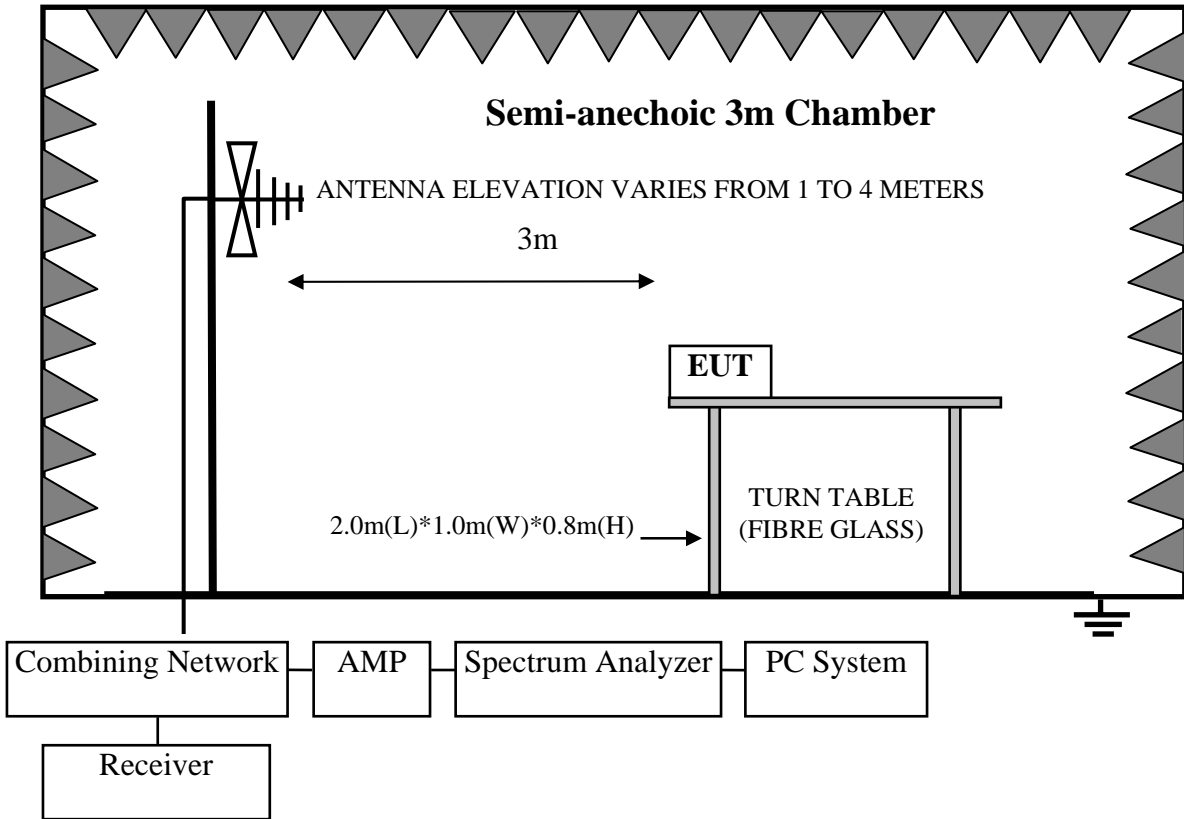 Semi-anechoic 3m Chamber
ANTENNA ELEVATION VARIES FROM 1 TO 4 METERS
3m
EUT
TURN TABLE
(FIBRE GLASS)
2.0m(L)*1.0m(W)*0.8m(H)
Combining Network
AMP
Spectrum Analyzer
PC System
Receiver